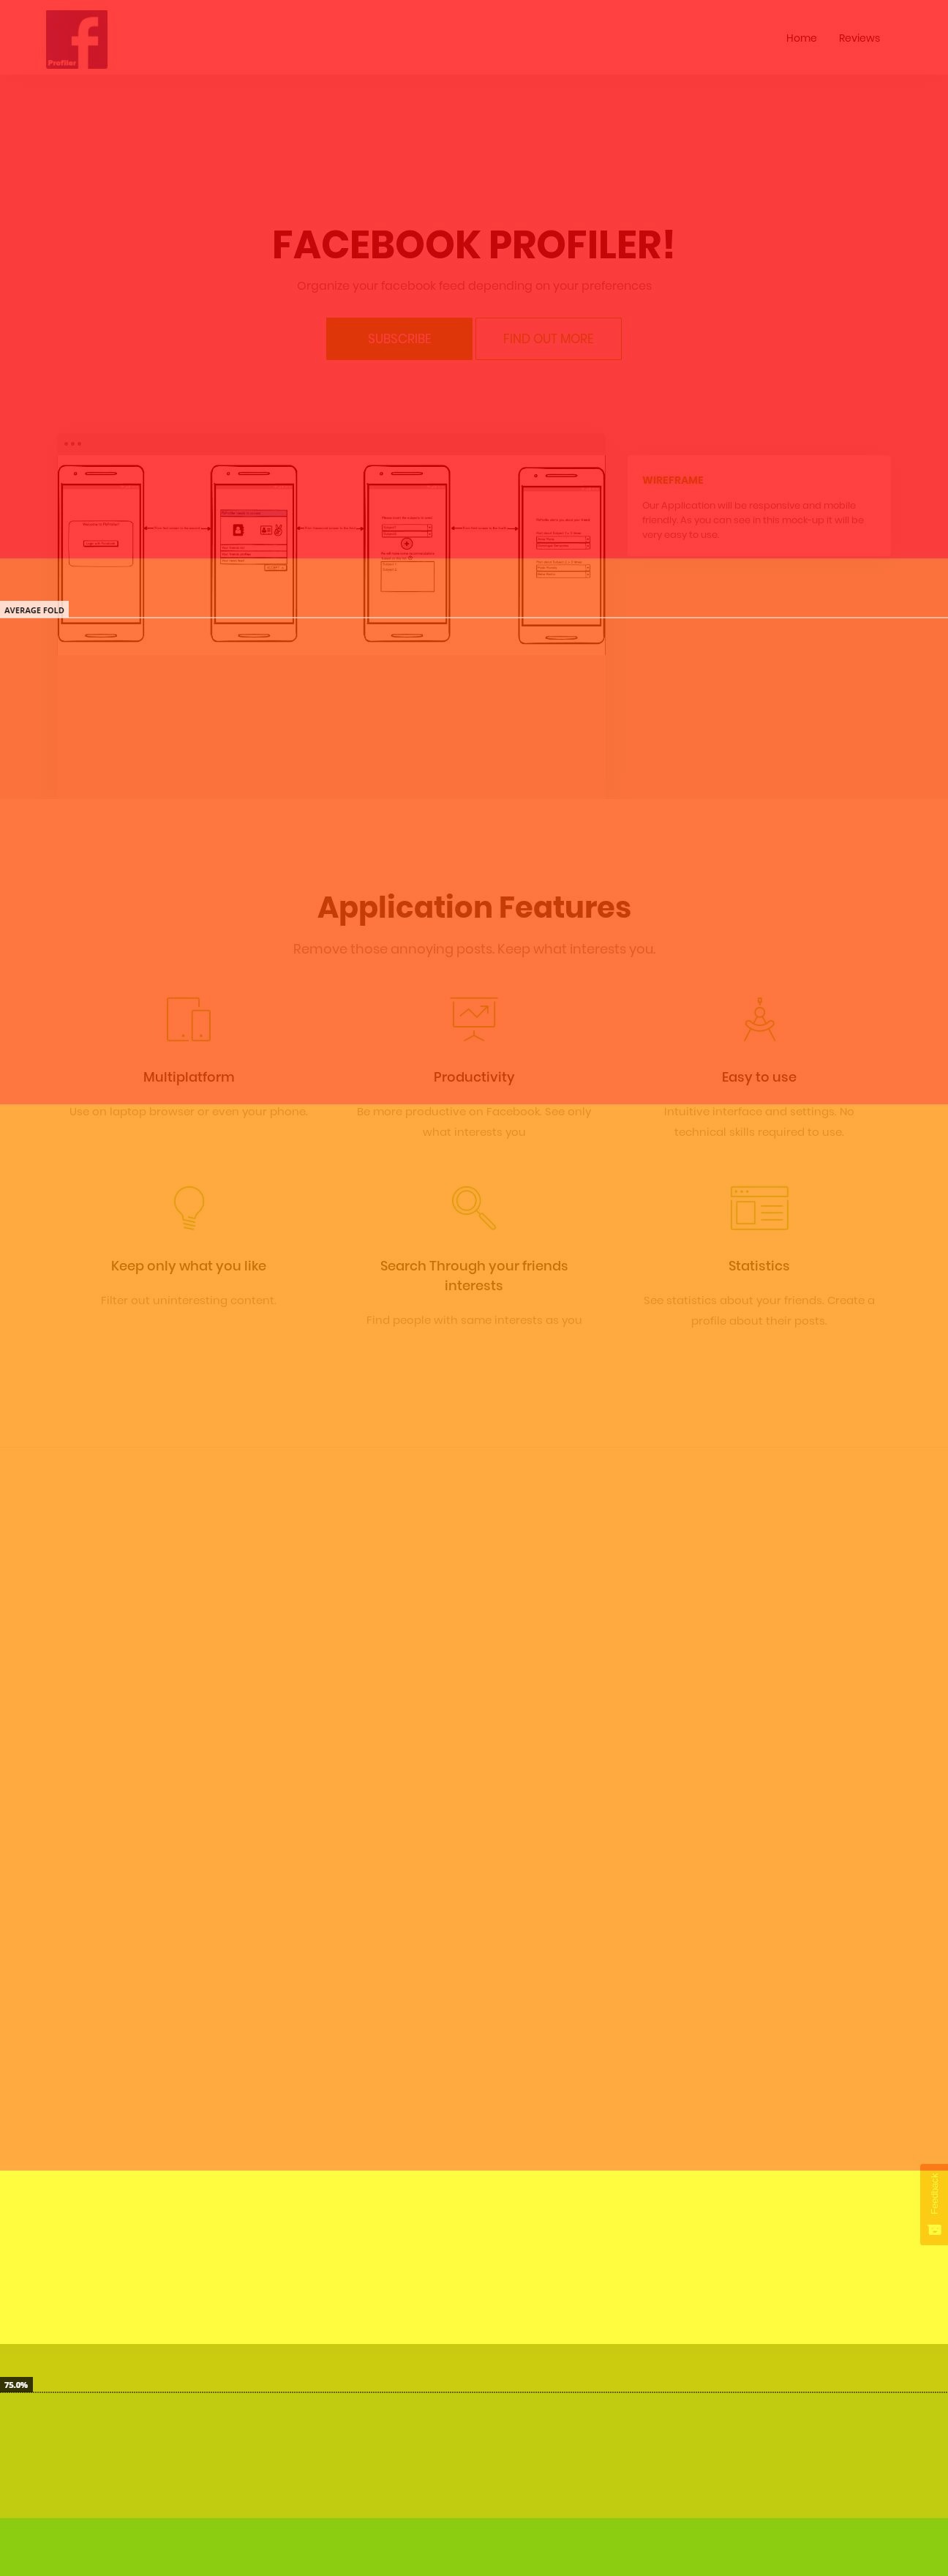 Profiler
Home
Reviews
FACEBOOK PROFILER!
Organize your facebook feed depending on your preferences
SUBSCRIBE
FIND OUT MORE
WIREFRAME
Our Application will be responsive and mobile
friendly. As you can see in this mock-up it will be
very easy to use.
AVERAGE FOLD
Application Features
Remove those annoying posts. Keep what interests you.
Multiplatform
Productivity
Easy to use
Use on laptop browser or even your phone.
Be more productive on Facebook. See only
what interests you
Intuitive interface and settings. No
technical skills required to use.
Keep only what you like
Search Through your friends
interests
Statistics
Filter out uninteresting content
Find people with same interests as you
See statistics about your friends. Create a
profile about their posts.
Feedback
75.0%